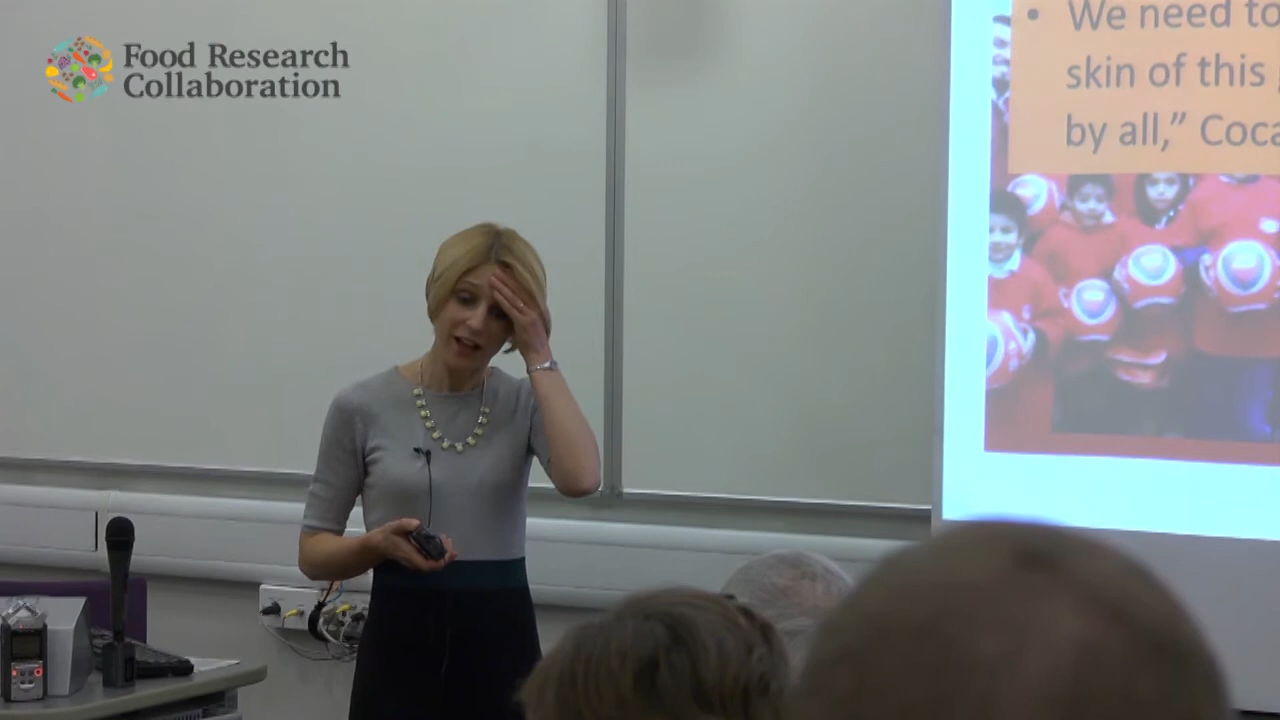 Food Research
Collaboration
• We need to
skin of this
by all,” Coca